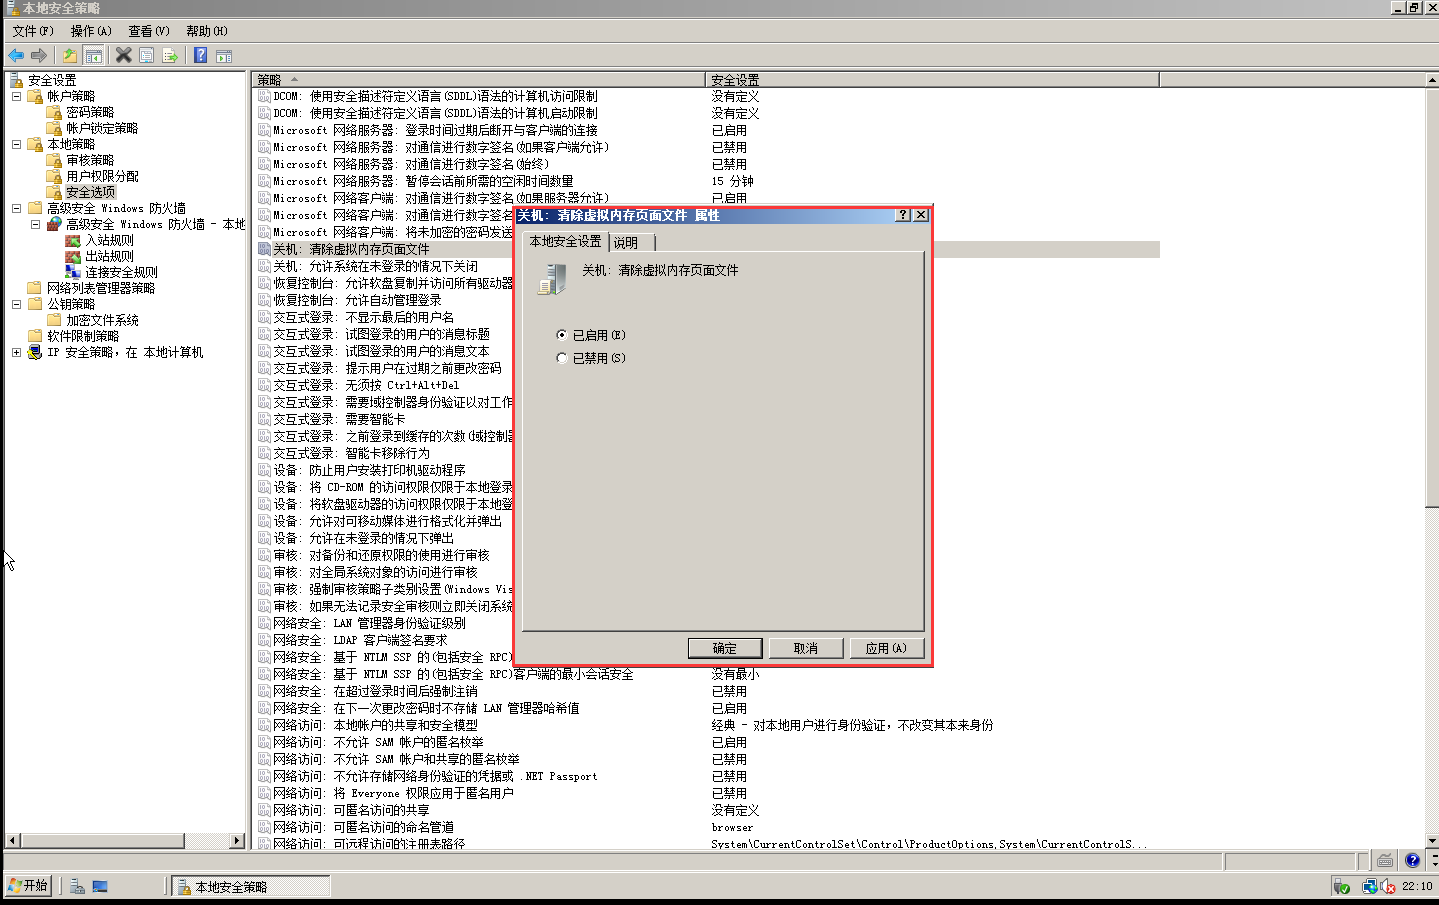 本地安全策略
文件(F) 操作(A) 查看(V) 帮助(H)
安全设置
帐户策略
密码策略
帐户锁定策略
本地策略
审核策略
用户权限分配
安全选项
高级安全 Windows 防火墙
高级安全 Windows 防火墙 - 本地
入站规则
出站规则
连接安全规则
网络列表管理器策略
公钥策略
加密文件系统
软件限制策略
IP 安全策略，在 本地计算机
策略 安全设置
DCOM: 使用安全描述符定义语言(SDDL)语法的计算机访问限制 没有定义
DCOM: 使用安全描述符定义语言(SDDL)语法的计算机启动限制 没有定义
Microsoft 网络服务器: 登录时间过期后断开与客户端的连接 已启用
Microsoft 网络服务器: 对通信进行数字签名(如果客户端允许) 已禁用
Microsoft 网络服务器: 对通信进行数字签名(始终) 已禁用
Microsoft 网络服务器: 暂停会话前所需的空闲时间数量 15 分钟
Microsoft 网络客户端: 对通信进行数字签名(如果服务器允许) 已启用
Microsoft 网络客户端: 对通信进行数字签名
Microsoft 网络客户端: 将未加密的密码发送
关机: 清除虚拟内存页面文件
关机: 允许系统在未登录的情况下关闭
恢复控制台: 允许软盘复制并访问所有驱动器
恢复控制台: 允许自动管理登录
交互式登录: 不显示最后的用户名
交互式登录: 试图登录的用户的消息标题
交互式登录: 试图登录的用户的消息文本
交互式登录: 提示用户在过期之前更改密码
交互式登录: 无须按 Ctrl+Alt+Del
交互式登录: 需要域控制器身份验证以对工作
交互式登录: 需要智能卡
交互式登录: 之前登录到缓存的次数(域控制器
交互式登录: 智能卡移除行为
设备: 防止用户安装打印机驱动程序
设备: 将 CD-ROM 的访问权限仅限于本地登录
设备: 将软盘驱动器的访问权限仅限于本地登
设备: 允许对可移动媒体进行格式化并弹出
设备: 允许在未登录的情况下弹出
审核: 对备份和还原权限的使用进行审核
审核: 对全局系统对象的访问进行审核
审核: 强制审核策略子类别设置(Windows Vis
审核: 如果无法记录安全审核则立即关闭系统
网络安全: LAN 管理器身份验证级别
网络安全: LDAP 客户端签名要求
网络安全: 基于 NTLM SSP 的(包括安全 RPC)
网络安全: 基于 NTLM SSP 的(包括安全 RPC)客户端的最小会话安全 没有最小
网络安全: 在超过登录时间后强制注销 已禁用
网络安全: 在下一次更改密码时不存储 LAN 管理器哈希值 已启用
网络访问: 本地帐户的共享和安全模型 经典 - 对本地用户进行身份验证，不改变其本来身份
网络访问: 不允许 SAM 帐户的匿名枚举 已启用
网络访问: 不允许 SAM 帐户和共享的匿名枚举 已禁用
网络访问: 不允许存储网络身份验证的凭据或 .NET Passport 已禁用
网络访问: 将 Everyone 权限应用于匿名用户 已禁用
网络访问: 可匿名访问的共享 没有定义
网络访问: 可匿名访问的命名管道 browser
网络访问: 可远程访问的注册表路径 System\CurrentControlSet\Control\ProductOptions,System\CurrentControlS...
关机: 清除虚拟内存页面文件 属性
本地安全设置 说明
关机: 清除虚拟内存页面文件
已启用(E)
已禁用(S)
确定 取消 应用(A)
开始 本地安全策略 22:10